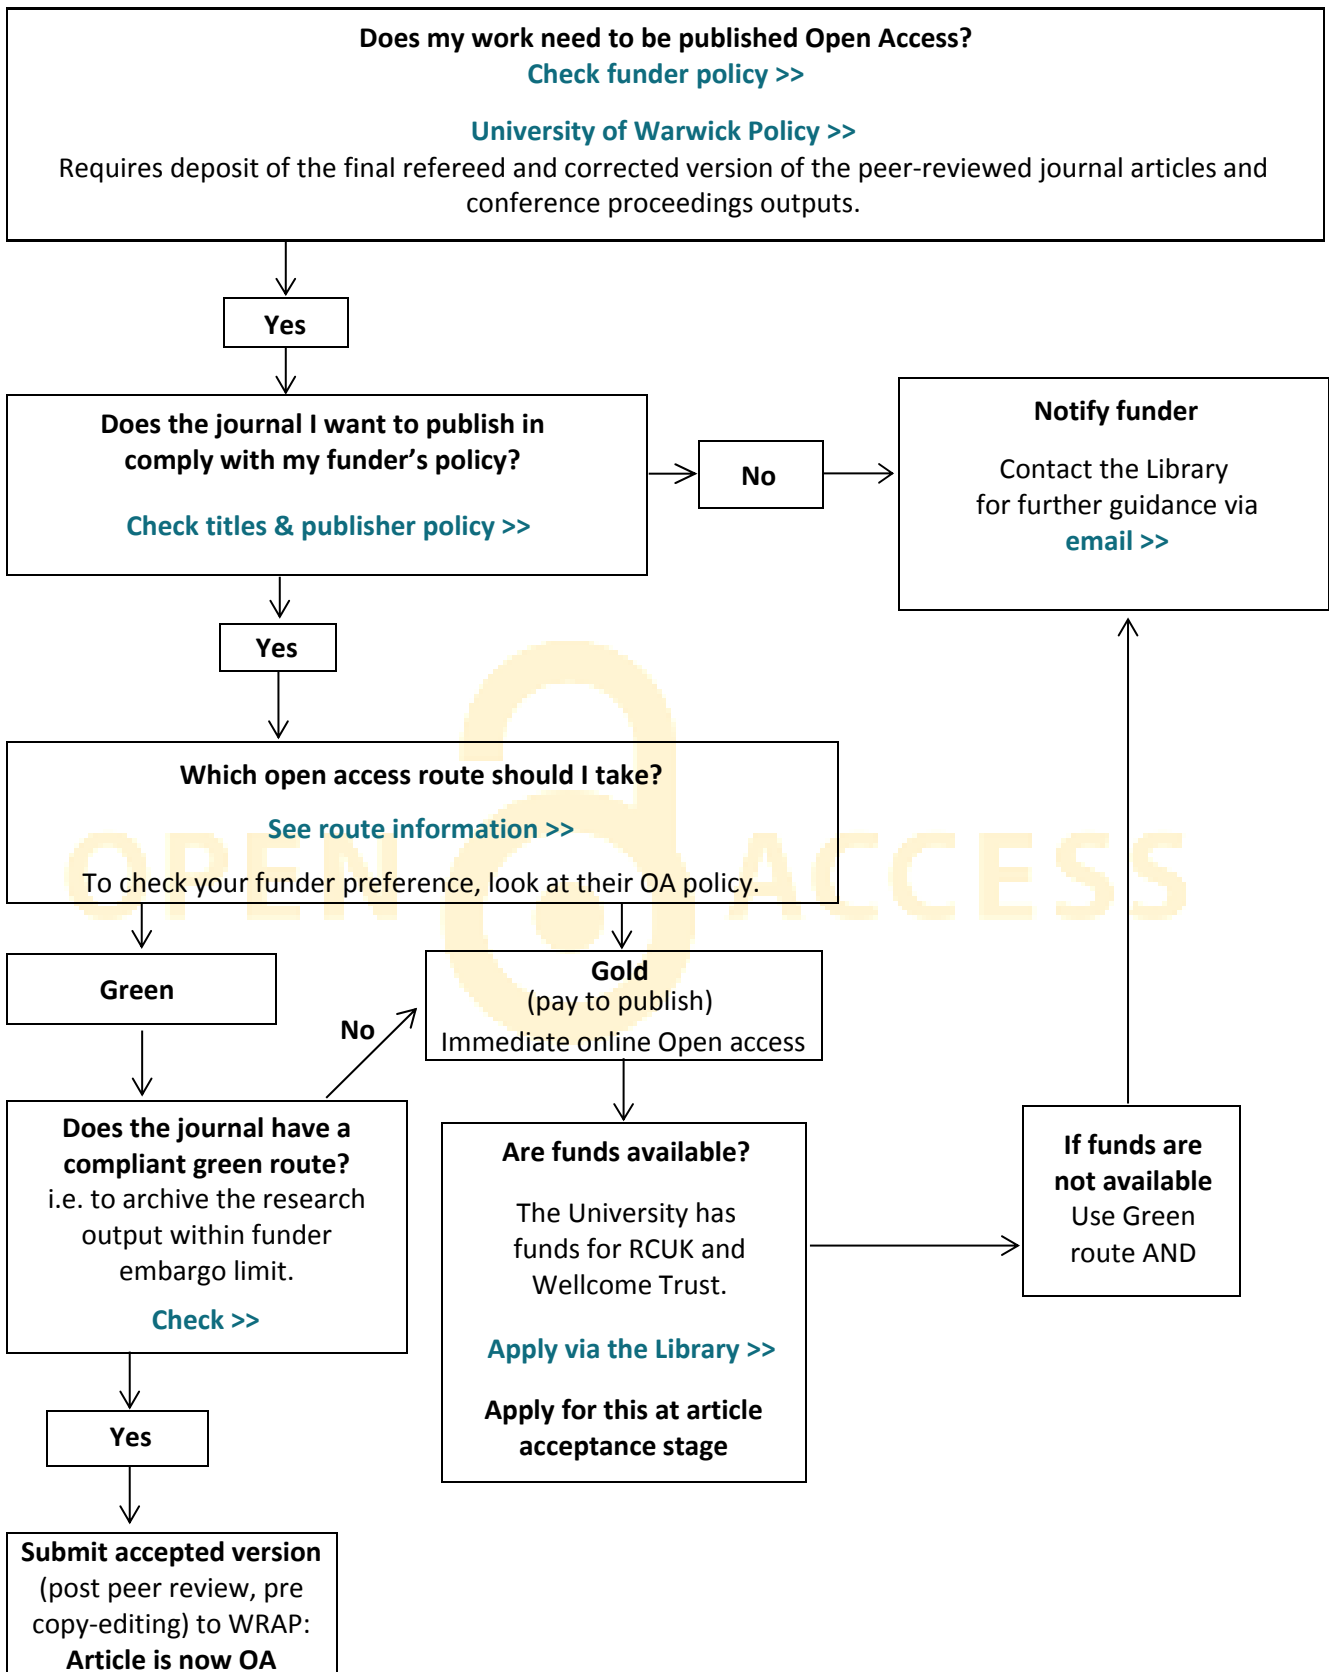 Does my work need to be published Open Access?
Check funder policy >>
University of Warwick Policy >>
Requires deposit of the final refereed and corrected version of the peer-reviewed journal articles and
conference proceedings outputs.
Yes
Does the journal I want to publish in
comply with my funder’s policy?
Check titles & publisher policy >>
No
Notify funder
Contact the Library
for further guidance via
email >>
Yes
Which open access route should I take?
See route information >>
To check your funder preference, look at their OA policy.
OPEN ACCESS
Green
No
Gold
(pay to publish)
Immediate online Open access
Does the journal have a
compliant green route?
i.e. to archive the research
output within funder
embargo limit.
Check >>
Are funds available?
The University has
funds for RCUK and
Wellcome Trust.
Apply via the Library >>
Apply for this at article
acceptance stage
If funds are
not available
Use Green
route AND
Yes
Submit accepted version
(post peer review, pre
copy-editing) to WRAP:
Article is now OA